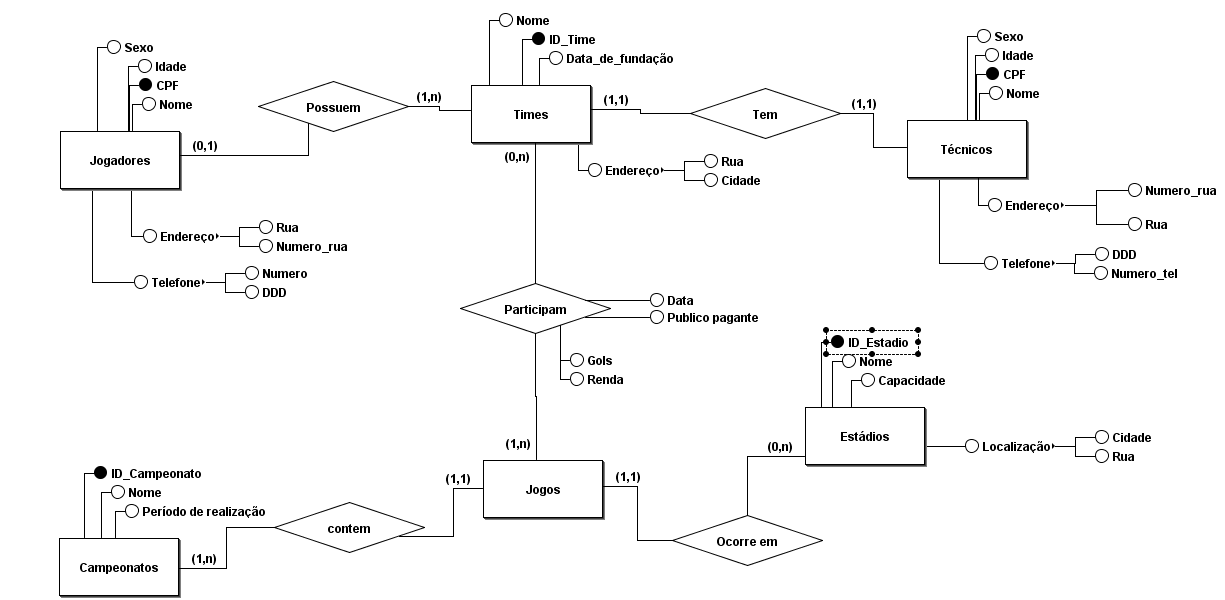 Nome
ID_Time
Data_de_fundação
Sexo
Idade
CPF
Nome
Sexo
Idade
CPF
Nome
Possuem
(1,n)
Times
(1,1)
Tem
(1,1)
Jogadores
(0,1)
Técnicos
(0,n)
Endereço
Rua
Cidade
Endereço
Numero_rua
Rua
Endereço
Rua
Numero_rua
Telefone
Numero
DDD
Telefone
DDD
Numero_tel
Participam
Data
Publico pagante
Gols
Renda
ID_Estadio
Nome
Capacidade
Estádios
Localização
Cidade
Rua
(0,n)
(1,n)
Jogos
(1,1)
(1,1)
ID_Campeonato
Nome
Período de realização
contem
Ocorre em
Campeonatos
(1,n)